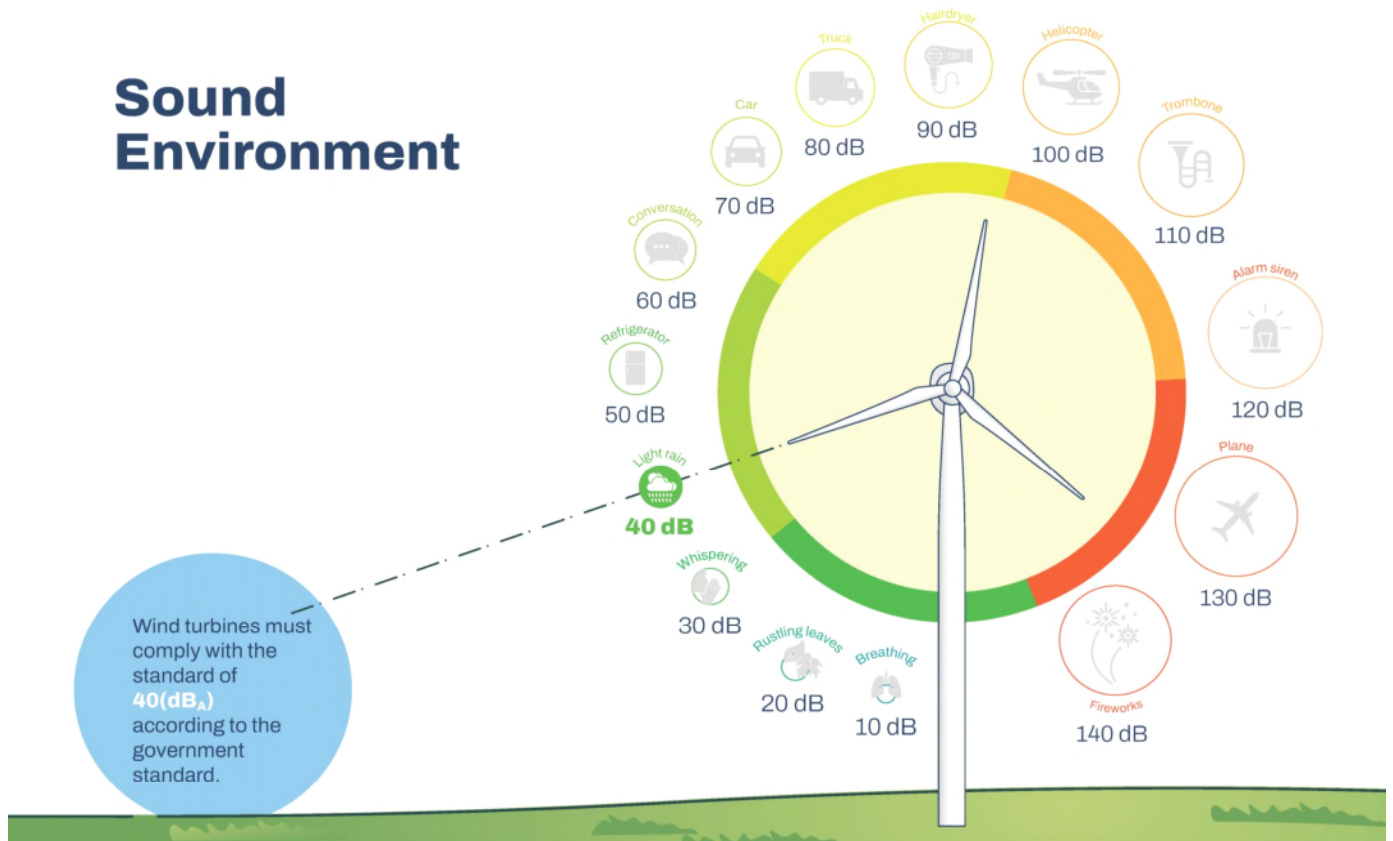 Sound
Environment
Hairdryer
90 dB
Truck
80 dB
Helicopter
100 dB
Car
70 dB
Trombone
110 dB
Conversation
60 dB
Alarm siren
120 dB
Refrigerator
50 dB
Light rain
40 dB
Plane
130 dB
Whispering
30 dB
Rustling leaves
20 dB
Breathing
10 dB
Fireworks
140 dB
Wind turbines must
comply with the
standard of
40(dBA)
according to the
government
standard.